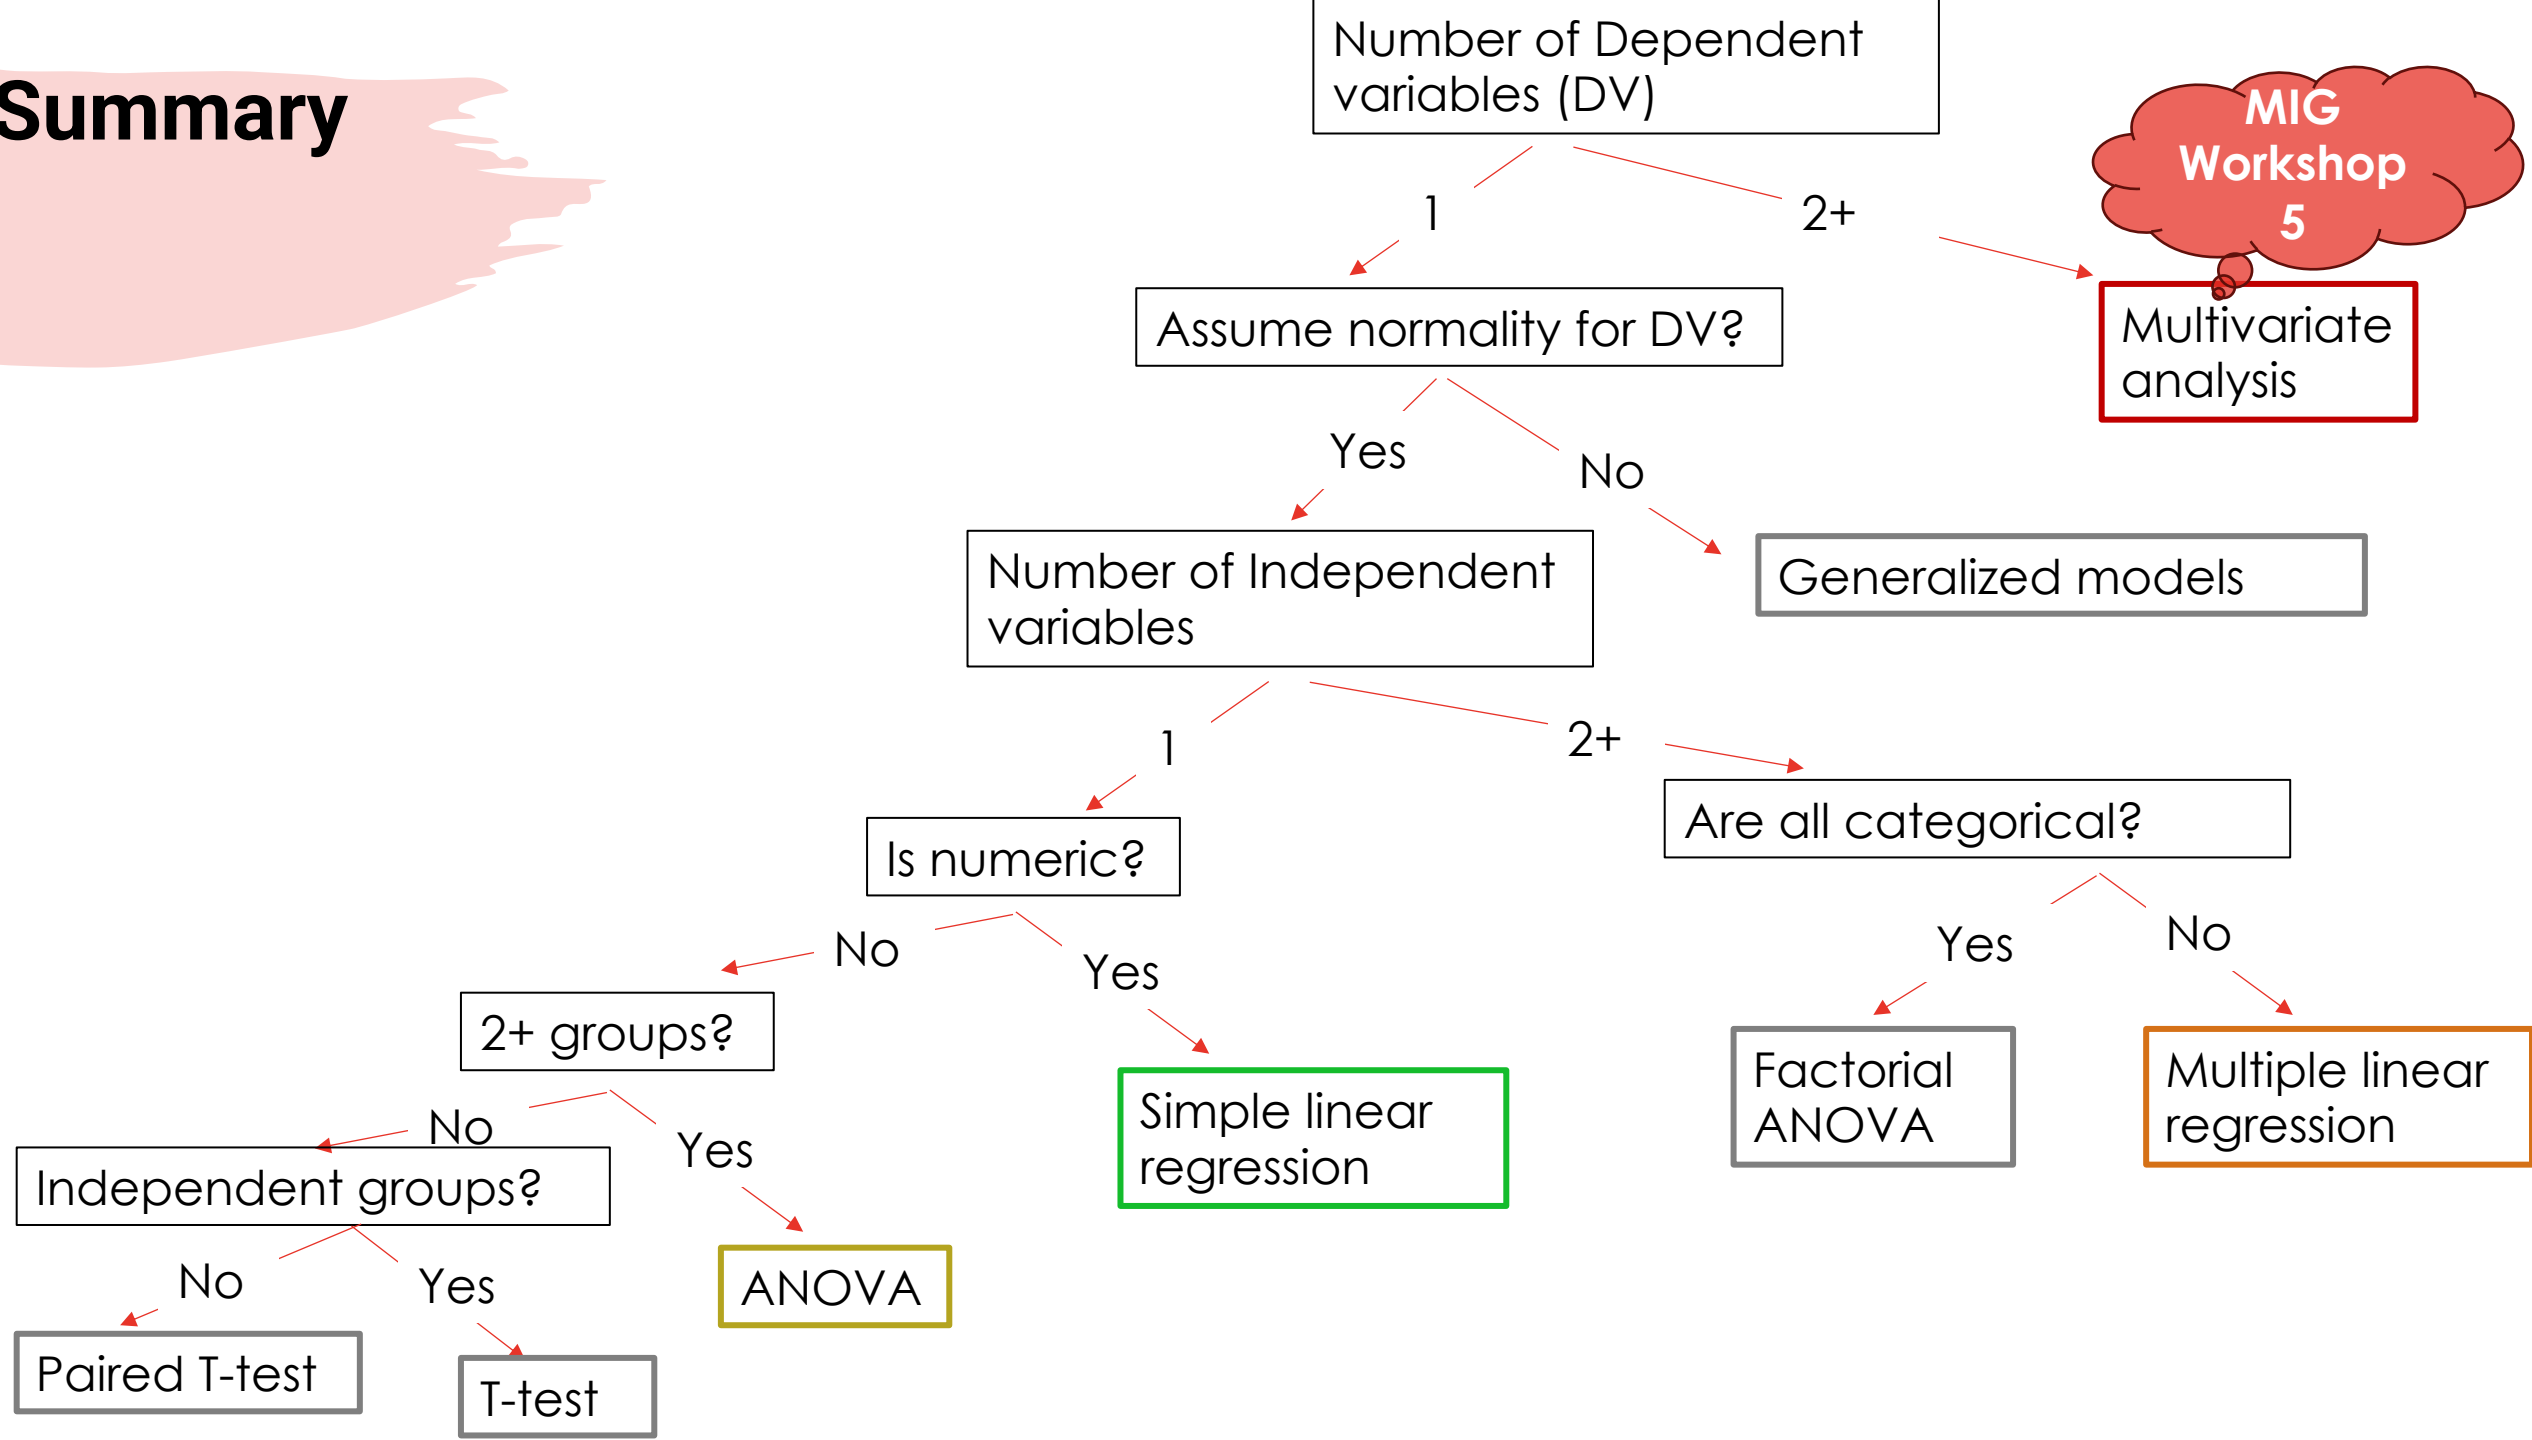 Summary
Number of Dependent
variables (DV)
MIG
Workshop
5
1
2+
Assume normality for DV?
Multivariate
analysis
Yes
No
Number of Independent
variables
Generalized models
1
2+
Is numeric?
Are all categorical?
No
Yes
Yes
No
2+ groups?
Simple linear
regression
Factorial
ANOVA
Multiple linear
regression
No
Yes
Independent groups?
ANOVA
No
Yes
Paired T-test
T-test